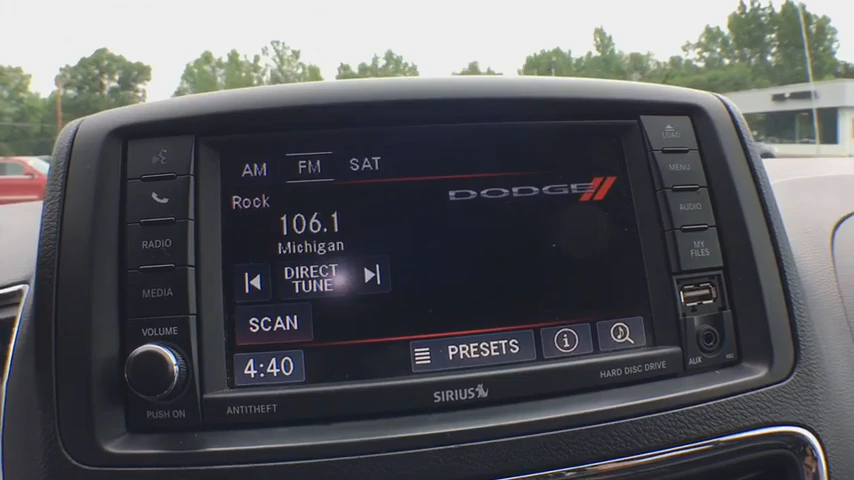 AM FM SAT
Rock
106.1
Michigan
DIRECT
TUNE
SCAN
4:40
PRESETS
DODGE
RADIO
MEDIA
VOLUME
PUSH ON
ANTITHEFT
SIRIUS
HARD DISC DRIVE
LOAD
MENU
AUDIO
MY
FILES
AUX